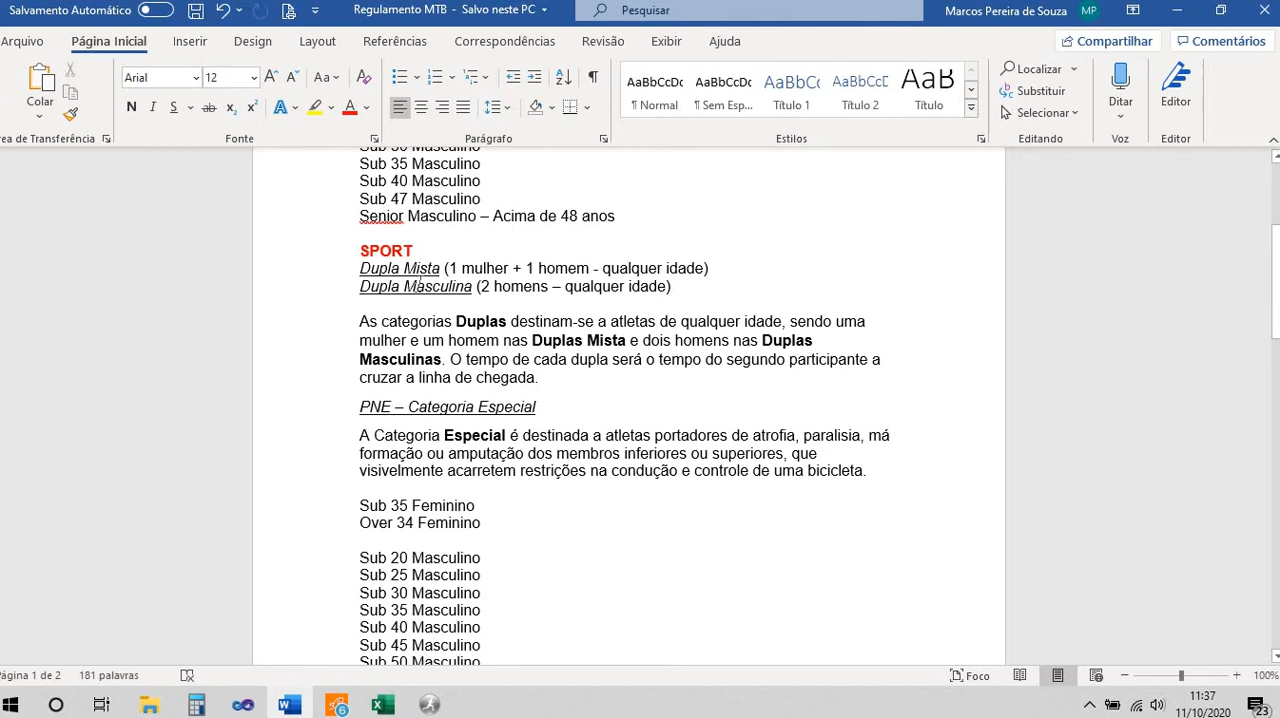 Salvamento Automático
Regulamento MTB - Salvo neste PC
Pesquisar
Marcos Pereira de Souza
MP
Arquivo
Página Inicial
Inserir
Design
Layout
Referências
Correspondências
Revisão
Exibir
Ajuda
Compartilhar
Comentários
Colar
Arial
12
Aa
N I S ab x₂ x²
AaBbCcDc
¶ Normal
AaBbCcDc
¶ Sem Esp...
AaBbC
Título 1
AaBbCcD
Título 2
AaB
Título
Localizar
Substituir
Selecionar
Ditar
Editor
Área de Transferência
Fonte
Parágrafo
Estilos
Editando
Voz
Editor
Sub 30 Masculino
Sub 35 Masculino
Sub 40 Masculino
Sub 47 Masculino
Senior Masculino – Acima de 48 anos
SPORT
Dupla Mista (1 mulher + 1 homem - qualquer idade)
Dupla Masculina (2 homens – qualquer idade)
As categorias Duplas destinam-se a atletas de qualquer idade, sendo uma
mulher e um homem nas Duplas Mista e dois homens nas Duplas
Masculinas. O tempo de cada dupla será o tempo do segundo participante a
cruzar a linha de chegada.
PNE – Categoria Especial
A Categoria Especial é destinada a atletas portadores de atrofia, paralisia, má
formação ou amputação dos membros inferiores ou superiores, que
visivelmente acarretem restrições na condução e controle de uma bicicleta.
Sub 35 Feminino
Over 34 Feminino
Sub 20 Masculino
Sub 25 Masculino
Sub 30 Masculino
Sub 35 Masculino
Sub 40 Masculino
Sub 45 Masculino
Sub 50 Masculino
Página 1 de 2
181 palavras
Foco
100%
6
11:37
11/10/2020
23